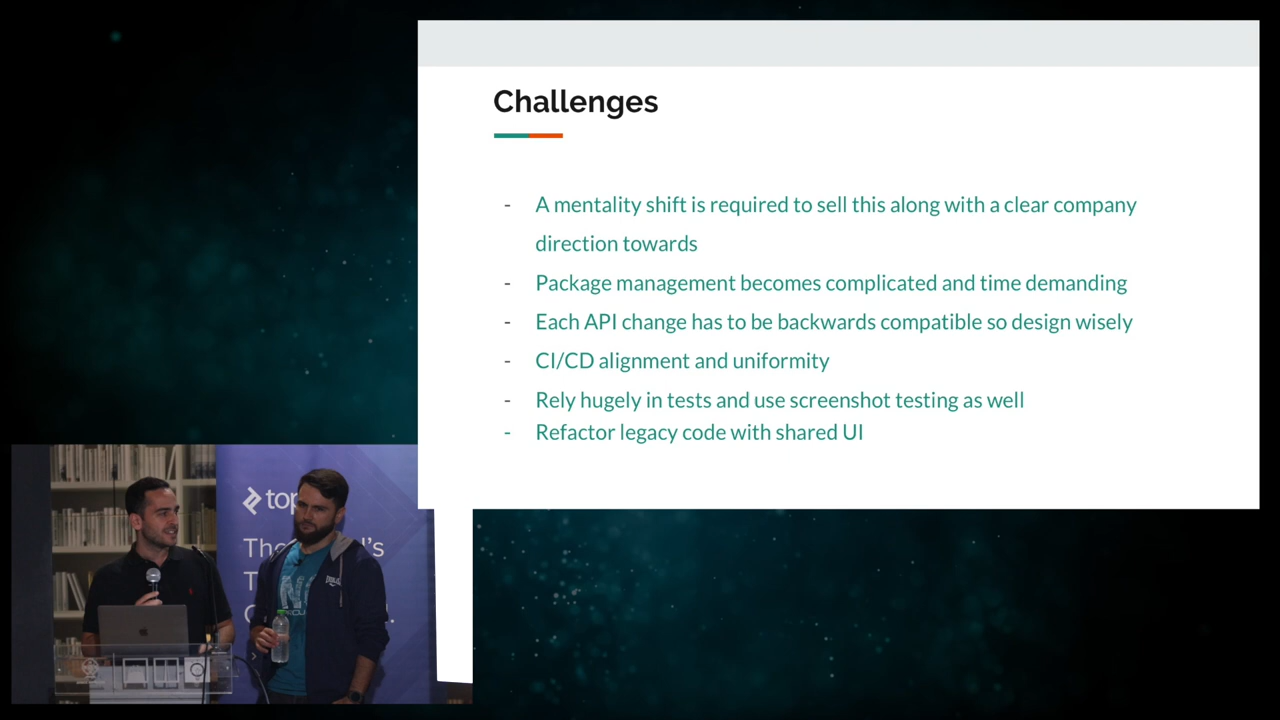 Challenges
- A mentality shift is required to sell this along with a clear company
direction towards
- Package management becomes complicated and time demanding
- Each API change has to be backwards compatible so design wisely
- CI/CD alignment and uniformity
- Rely hugely in tests and use screenshot testing as well
- Refactor legacy code with shared UI
top